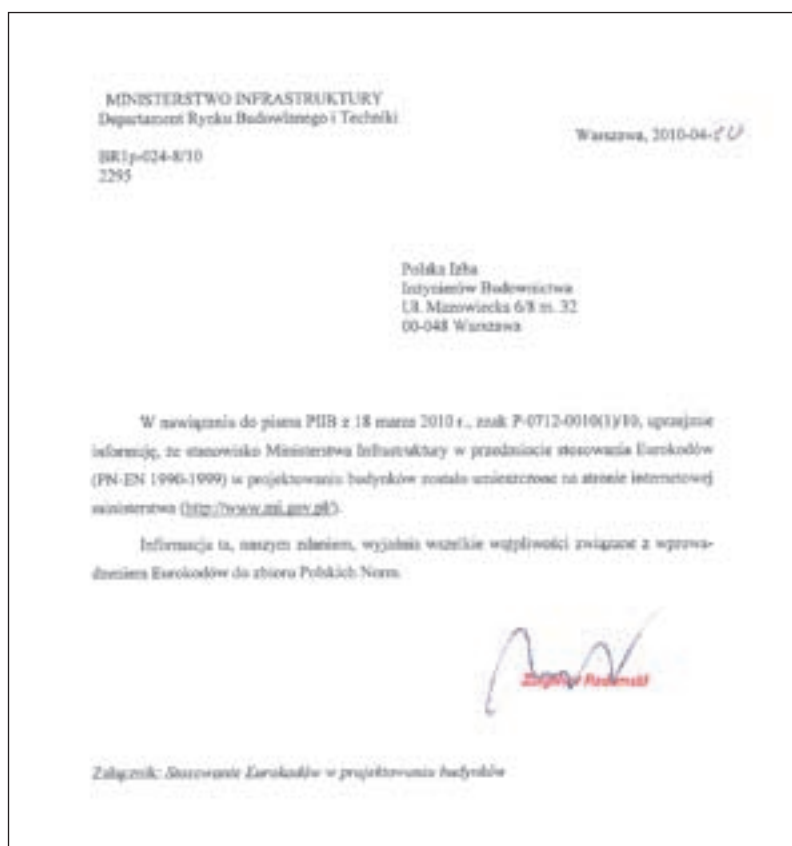 MINISTERSTWO INFRASTRUKTURY
Departament Rynku Budowlanego i Techniki
Warszawa, 2010-04-20
BR1p-024-8/10
2295
Polska Izba
Inżynierów Budownictwa
Ul. Mazowiecka 6/8 m. 32
00-048 Warszawa
W nawiązaniu do pisma PIIB z 18 marca 2010 r., znak P-0712-0010(1)/10, uprzejmie
informuję, że stanowisko Ministerstwa Infrastruktury w przedmiocie stosowania Eurokodów
(PN-EN 1990-1999) w projektowaniu budynków zostało umieszczone na stronie internetowej
ministerstwa (http://www.mi.gov.pl/).
Informacja ta, naszym zdaniem, wyjaśnia wszelkie wątpliwości związane z wprowa-
dzeniem Eurokodów do zbioru Polskich Norm.
Zbigniew
Załącznik: Stosowanie Eurokodów w projektowaniu budynków